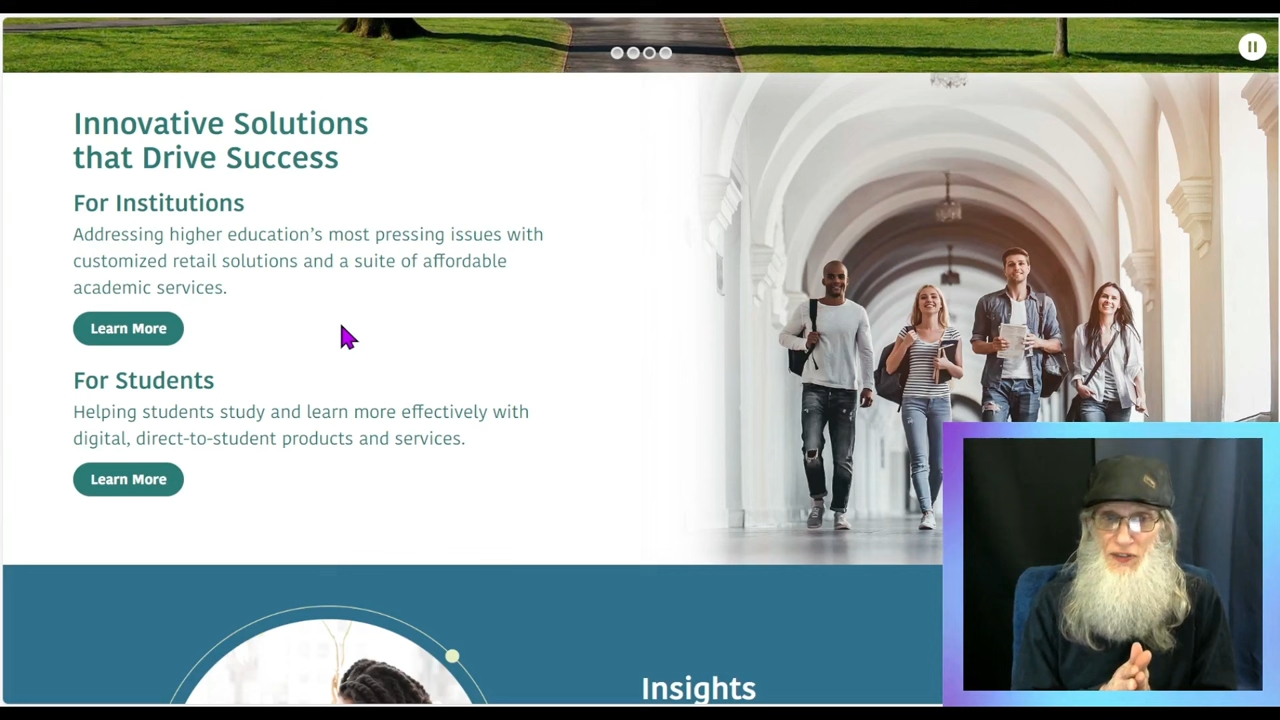 Innovative Solutions
that Drive Success
For Institutions
Addressing higher education’s most pressing issues with
customized retail solutions and a suite of affordable
academic services.
Learn More
For Students
Helping students study and learn more effectively with
digital, direct-to-student products and services.
Learn More
Insights